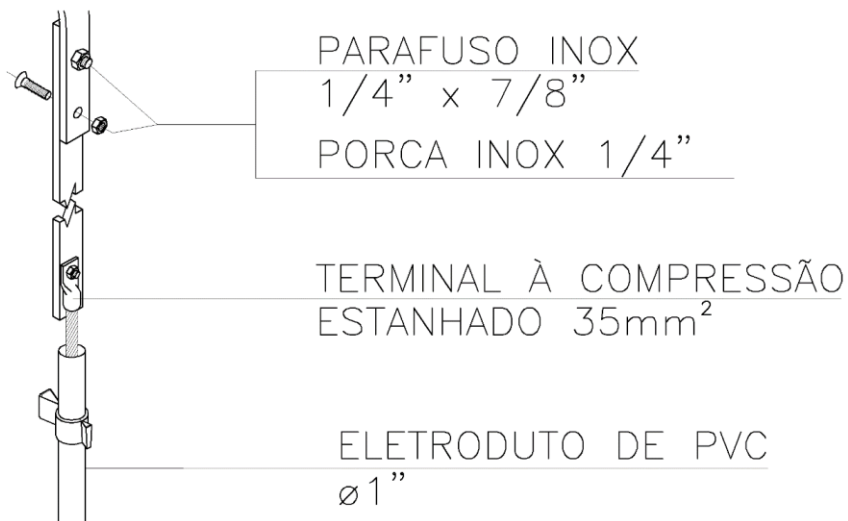 PARAFUSO INOX
1/4” x 7/8”
PORCA INOX 1/4”
TERMINAL À COMPRESSÃO
ESTANHADO 35mm²
ELETRODUTO DE PVC
ø1”